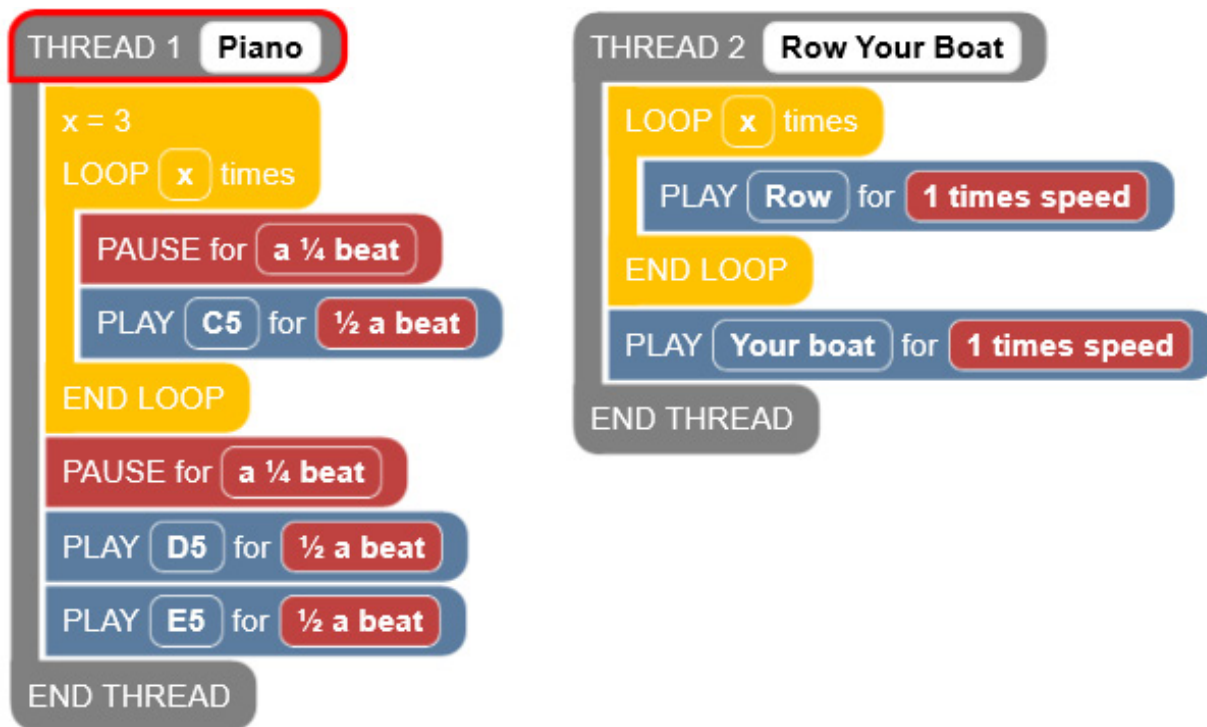 THREAD 1 Piano
x = 3
LOOP x times
PAUSE for a ¼ beat
PLAY C5 for ½ a beat
END LOOP
PAUSE for a ¼ beat
PLAY D5 for ½ a beat
PLAY E5 for ½ a beat
END THREAD
THREAD 2 Row Your Boat
LOOP x times
PLAY Row for 1 times speed
END LOOP
PLAY Your boat for 1 times speed
END THREAD